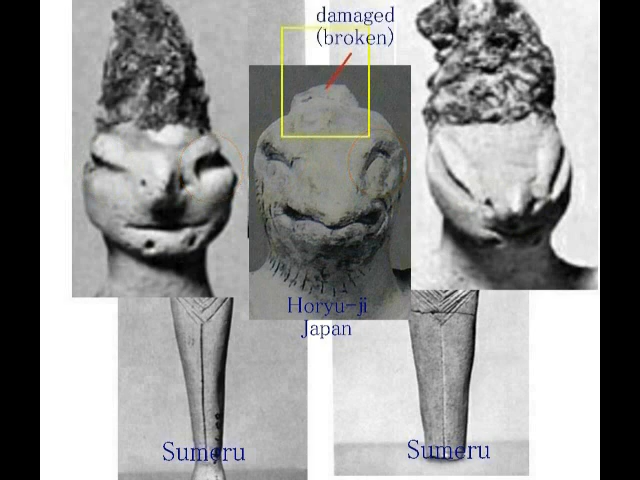 damaged
(broken)
Horyu-ji
Japan
Sumeru
Sumeru